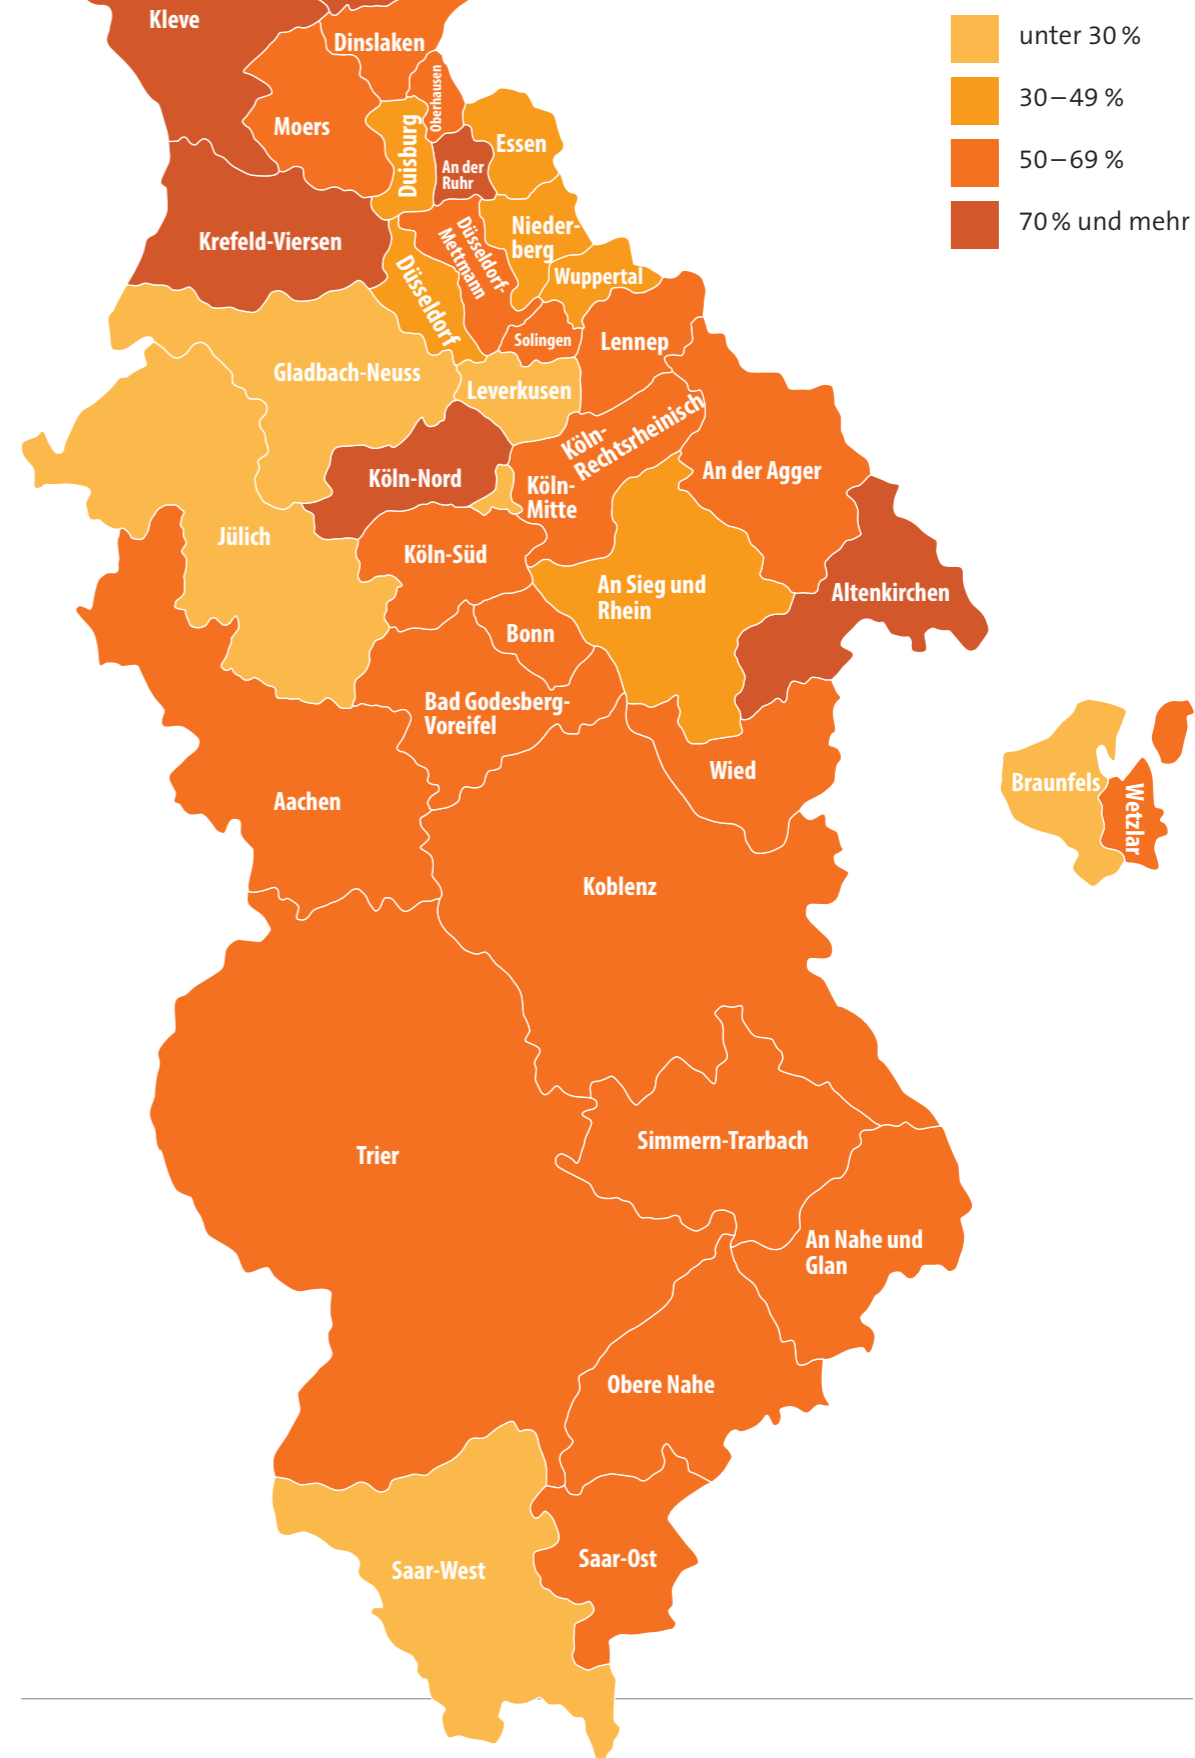 Kleve
unter 30 %
Dinslaken
30–49 %
Oberhausen
Moers
Duisburg
Essen
50–69 %
An der
Ruhr
70 % und mehr
Krefeld-Viersen
Düsseldorf-
Mettmann
Nieder-
berg
Wuppertal
Düsseldorf
Solingen
Lennep
Gladbach-Neuss
Leverkusen
Köln-
Rechtsrheinisch
Köln-Nord
Köln-
Mitte
An der Agger
Jülich
Köln-Süd
An Sieg und
Rhein
Altenkirchen
Bonn
Bad Godesberg-
Voreifel
Wied
Braunfels
Wetzlar
Aachen
Koblenz
Trier
Simmern-Trarbach
An Nahe und
Glan
Obere Nahe
Saar-West
Saar-Ost